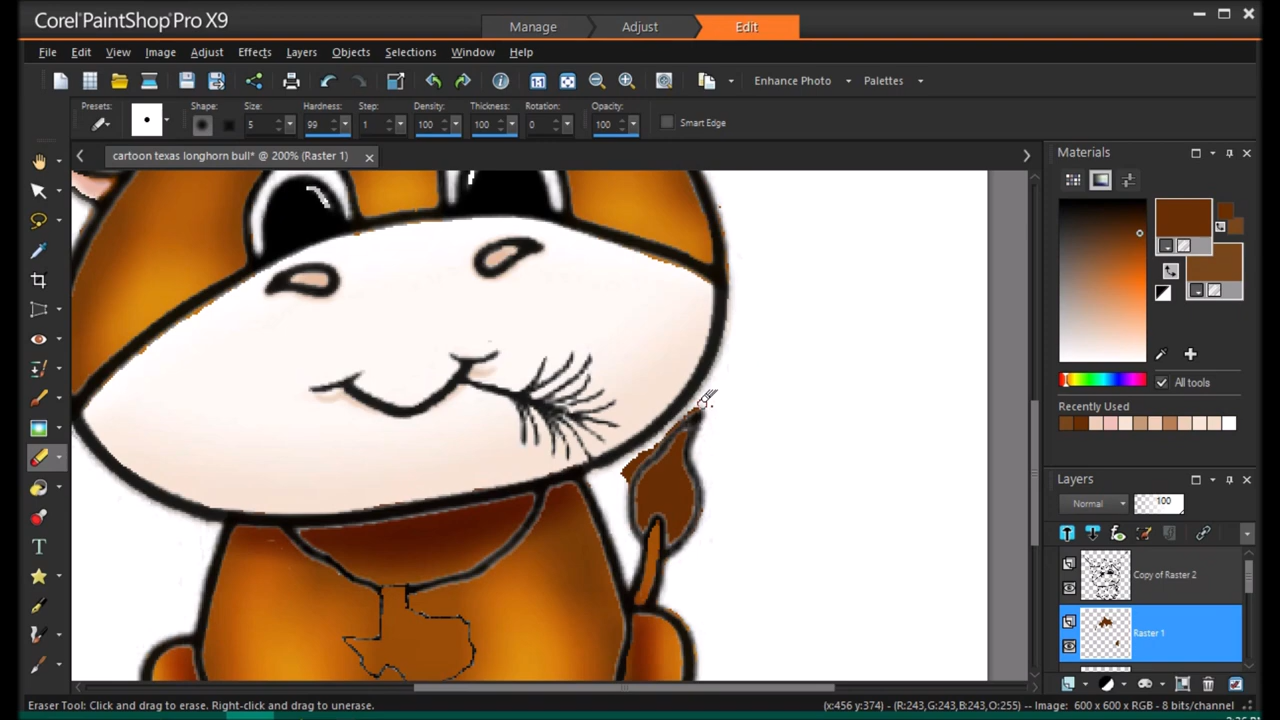 Corel PaintShop Pro X9
Manage Adjust Edit
File Edit View Image Adjust Effects Layers Objects Selections Window Help
1:1 Enhance Photo Palettes
Presets: Shape: Size: Hardness: Step: Density: Thickness: Rotation: Opacity:
5 99 1 100 100 0 100 Smart Edge
cartoon texas longhorn bull* @ 200% (Raster 1)
Materials
All tools
Recently Used
Layers
Normal 100
Copy of Raster 2
Raster 1
Eraser Tool: Click and drag to erase. Right-click and drag to unerase.
(x:456 y:374) - (R:243,G:243,B:243,O:255) -- Image: 600 x 600 x RGB - 8 bits/channel